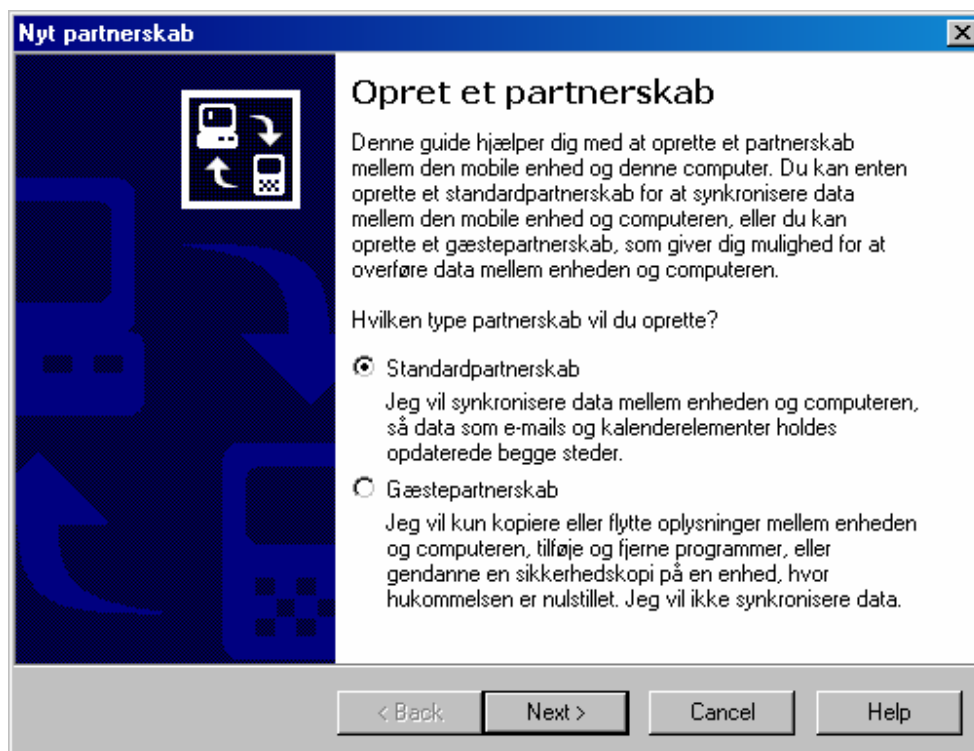 Nyt partnerskab
Opret et partnerskab
Denne guide hjælper dig med at oprette et partnerskab
mellem den mobile enhed og denne computer. Du kan enten
oprette et standardpartnerskab for at synkronisere data
mellem den mobile enhed og computeren, eller du kan
oprette et gæstepartnerskab, som giver dig mulighed for at
overføre data mellem enheden og computeren.
Hvilken type partnerskab vil du oprette?
Standardpartnerskab
Jeg vil synkronisere data mellem enheden og computeren,
så data som e-mails og kalenderelementer holdes
opdaterede begge steder.
Gæstepartnerskab
Jeg vil kun kopiere eller flytte oplysninger mellem enheden
og computeren, tilføje og fjerne programmer, eller
gendanne en sikkerhedskopi på en enhed, hvor
hukommelsen er nulstillet. Jeg vil ikke synkronisere data.
< Back Next > Cancel Help